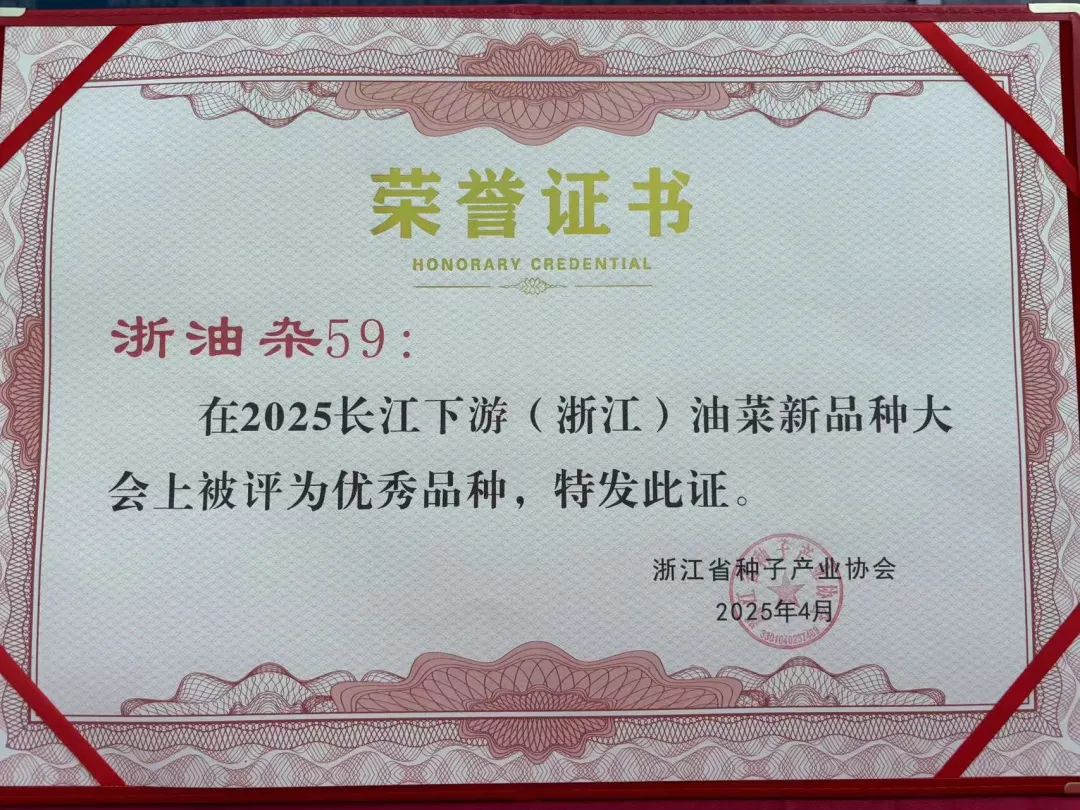 荣誉证书
HONORARY CREDENTIAL
浙油杂59：
在2025长江下游（浙江）油菜新品种大
会上被评为优秀品种，特发此证。
浙江省种子产业协会
2025年4月